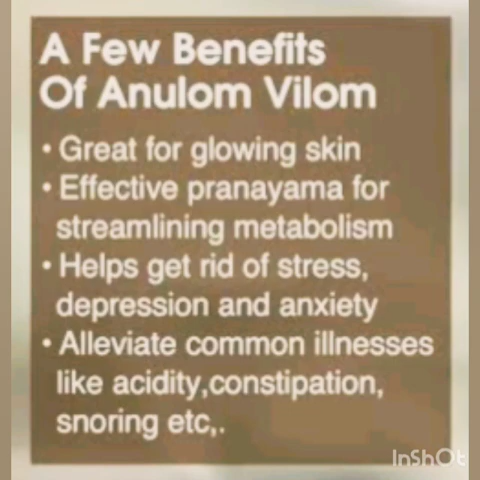 A Few Benefits
Of Anulom Vilom
• Great for glowing skin
• Effective pranayama for
streamlining metabolism
• Helps get rid of stress,
depression and anxiety
• Alleviate common illnesses
like acidity,constipation,
snoring etc,.
InShOt